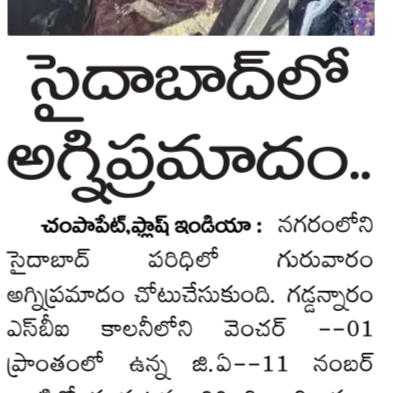 సైదాబాద్‌లో
అగ్నిప్రమాదం..
చంపాపేట్,ఫ్లాష్ ఇండియా : నగరంలోని
సైదాబాద్ పరిధిలో గురువారం
అగ్నిప్రమాదం చోటుచేసుకుంది. గడ్డన్నారం
ఎస్‌బీఐ కాలనీలోని వెంచర్ --01
ప్రాంతంలో ఉన్న జి.ఏ--11 నంబర్